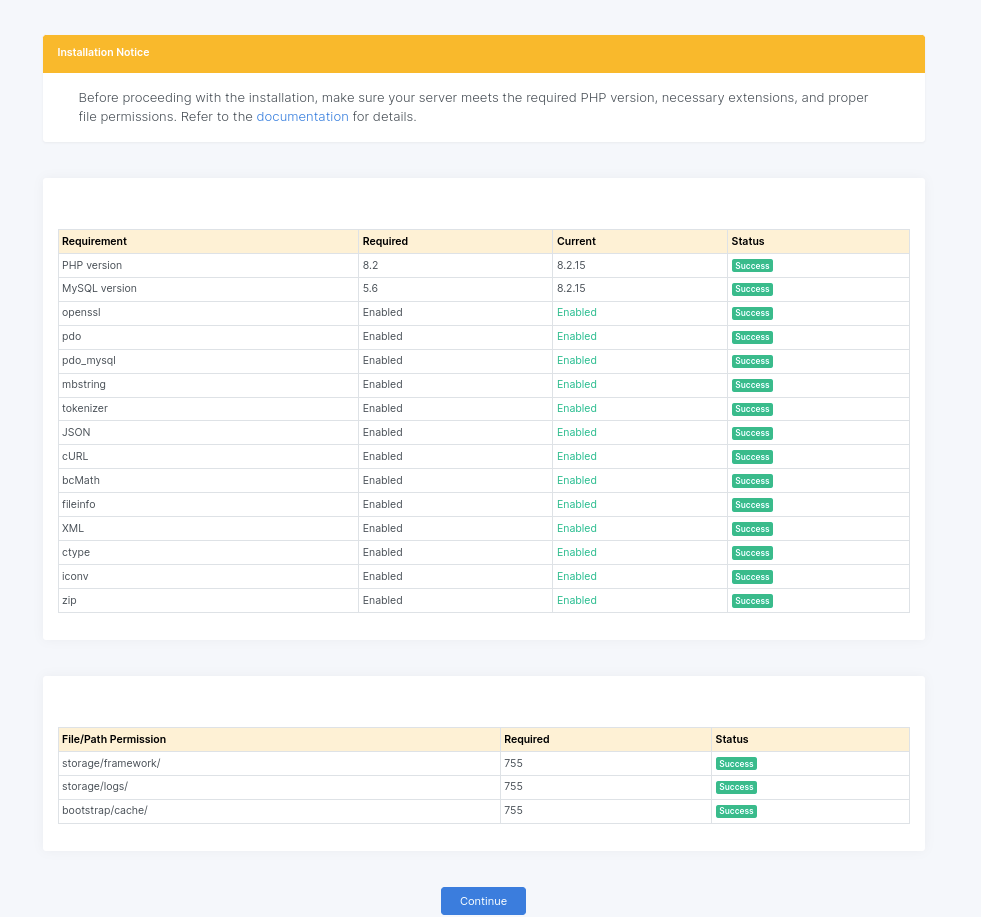 Installation Notice
Before proceeding with the installation, make sure your server meets the required PHP version, necessary extensions, and proper
file permissions. Refer to the documentation for details.
Requirement Required Current Status
PHP version 8.2 8.2.15 Success
MySQL version 5.6 8.2.15 Success
openssl Enabled Enabled Success
pdo Enabled Enabled Success
pdo_mysql Enabled Enabled Success
mbstring Enabled Enabled Success
tokenizer Enabled Enabled Success
JSON Enabled Enabled Success
cURL Enabled Enabled Success
bcMath Enabled Enabled Success
fileinfo Enabled Enabled Success
XML Enabled Enabled Success
ctype Enabled Enabled Success
iconv Enabled Enabled Success
zip Enabled Enabled Success
File/Path Permission Required Status
storage/framework/ 755 Success
storage/logs/ 755 Success
bootstrap/cache/ 755 Success
Continue